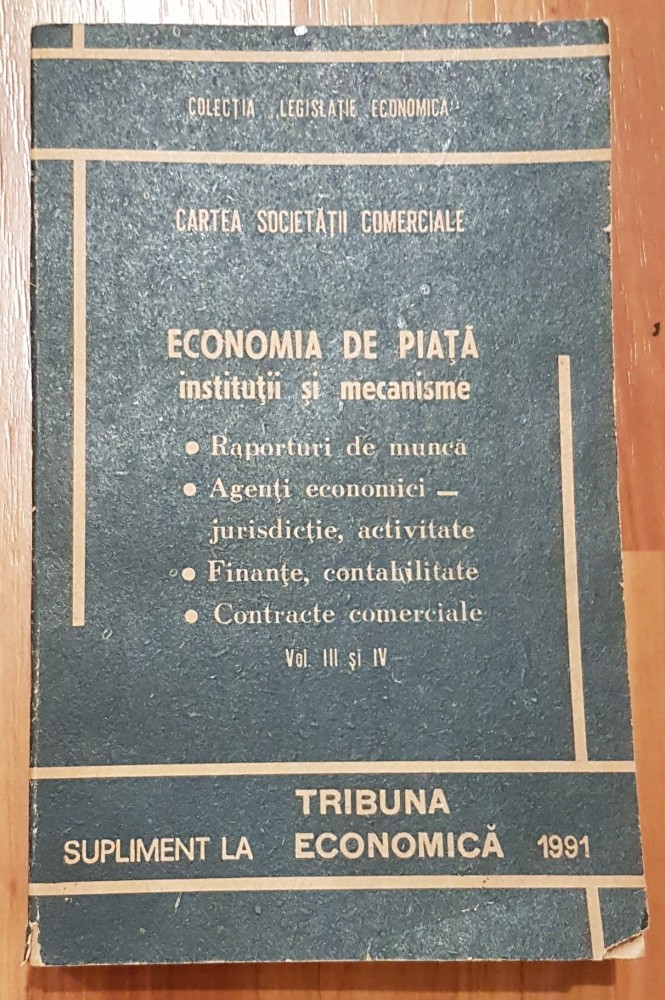 COLECȚIA „LEGISLAȚIE ECONOMICĂ"
CARTEA SOCIETĂȚII COMERCIALE
ECONOMIA DE PIAȚĂ
instituții și mecanisme
• Raporturi de muncă
• Agenți economici —
jurisdicție, activitate
• Finanțe, contabilitate
• Contracte comerciale
Vol. III și IV
SUPLIMENT LA TRIBUNA ECONOMICĂ 1991